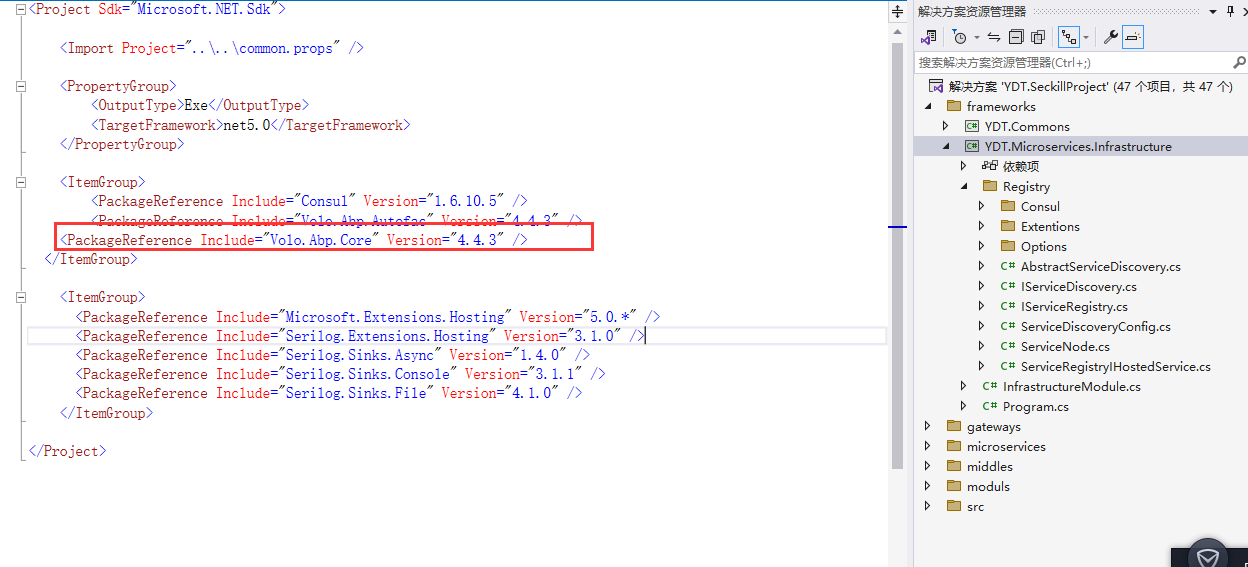 <Project Sdk="Microsoft.NET.Sdk">
<Import Project="..\..\common.props" />
<PropertyGroup>
<OutputType>Exe</OutputType>
<TargetFramework>net5.0</TargetFramework>
</PropertyGroup>
<ItemGroup>
<PackageReference Include="Consul" Version="1.6.10.5" />
<PackageReference Include="Volo.Abp.Autofac" Version="4.4.3" />
<PackageReference Include="Volo.Abp.Core" Version="4.4.3" />
</ItemGroup>
<ItemGroup>
<PackageReference Include="Microsoft.Extensions.Hosting" Version="5.0.*" />
<PackageReference Include="Serilog.Extensions.Hosting" Version="3.1.0" />
<PackageReference Include="Serilog.Sinks.Async" Version="1.4.0" />
<PackageReference Include="Serilog.Sinks.Console" Version="3.1.1" />
<PackageReference Include="Serilog.Sinks.File" Version="4.1.0" />
</ItemGroup>
</Project>
解决方案资源管理器
搜索解决方案资源管理器(Ctrl+;)
解决方案 'YDT.SeckillProject' (47 个项目，共 47 个)
frameworks
C# YDT.Commons
C# YDT.Microservices.Infrastructure
依赖项
Registry
Consul
Extentions
Options
C# AbstractServiceDiscovery.cs
C# IServiceDiscovery.cs
C# IServiceRegistry.cs
C# ServiceDiscoveryConfig.cs
C# ServiceNode.cs
C# ServiceRegistryIHostedService.cs
C# InfrastructureModule.cs
C# Program.cs
gateways
microservices
middles
moduls
src